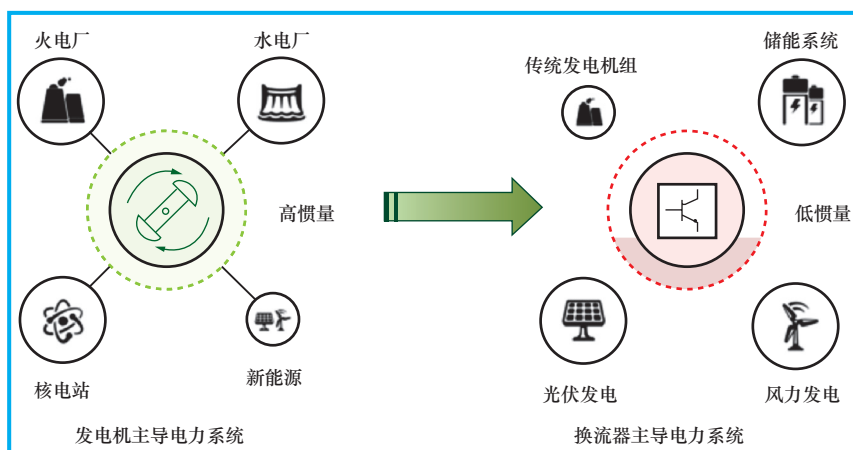 火电厂
水电厂
高惯量
核电站
新能源
发电机主导电力系统
传统发电机组
储能系统
低惯量
光伏发电
风力发电
换流器主导电力系统